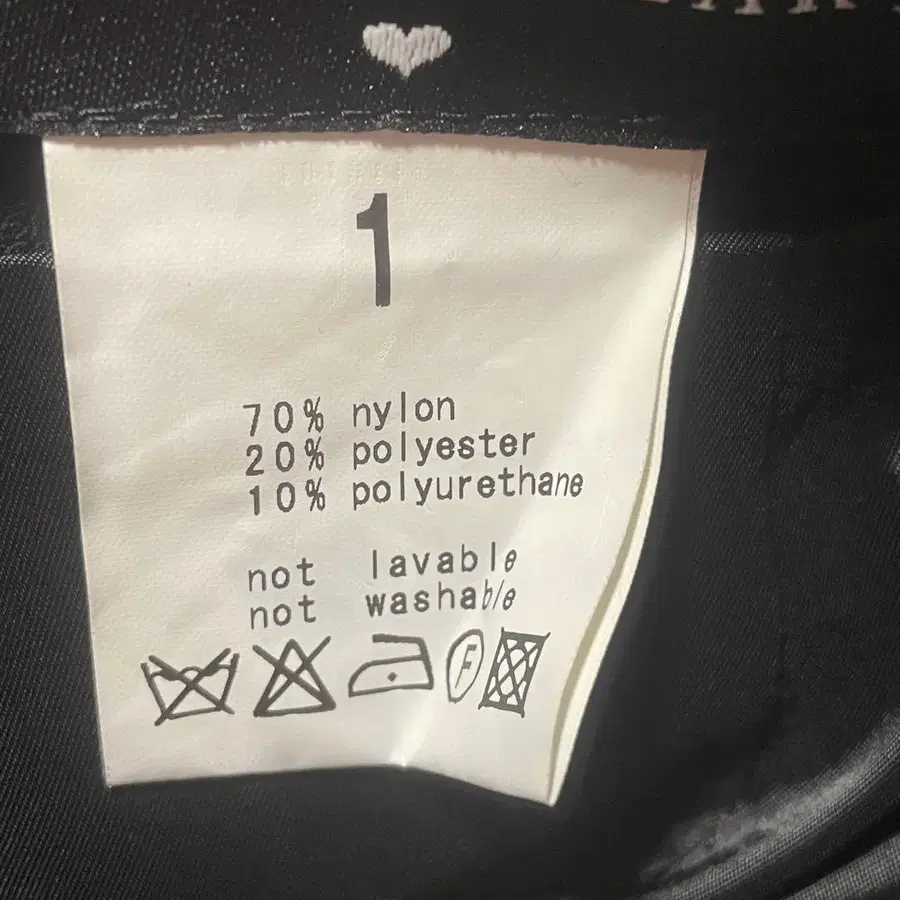 1
70% nylon
20% polyester
10% polyurethane
not lavable
not washable
F